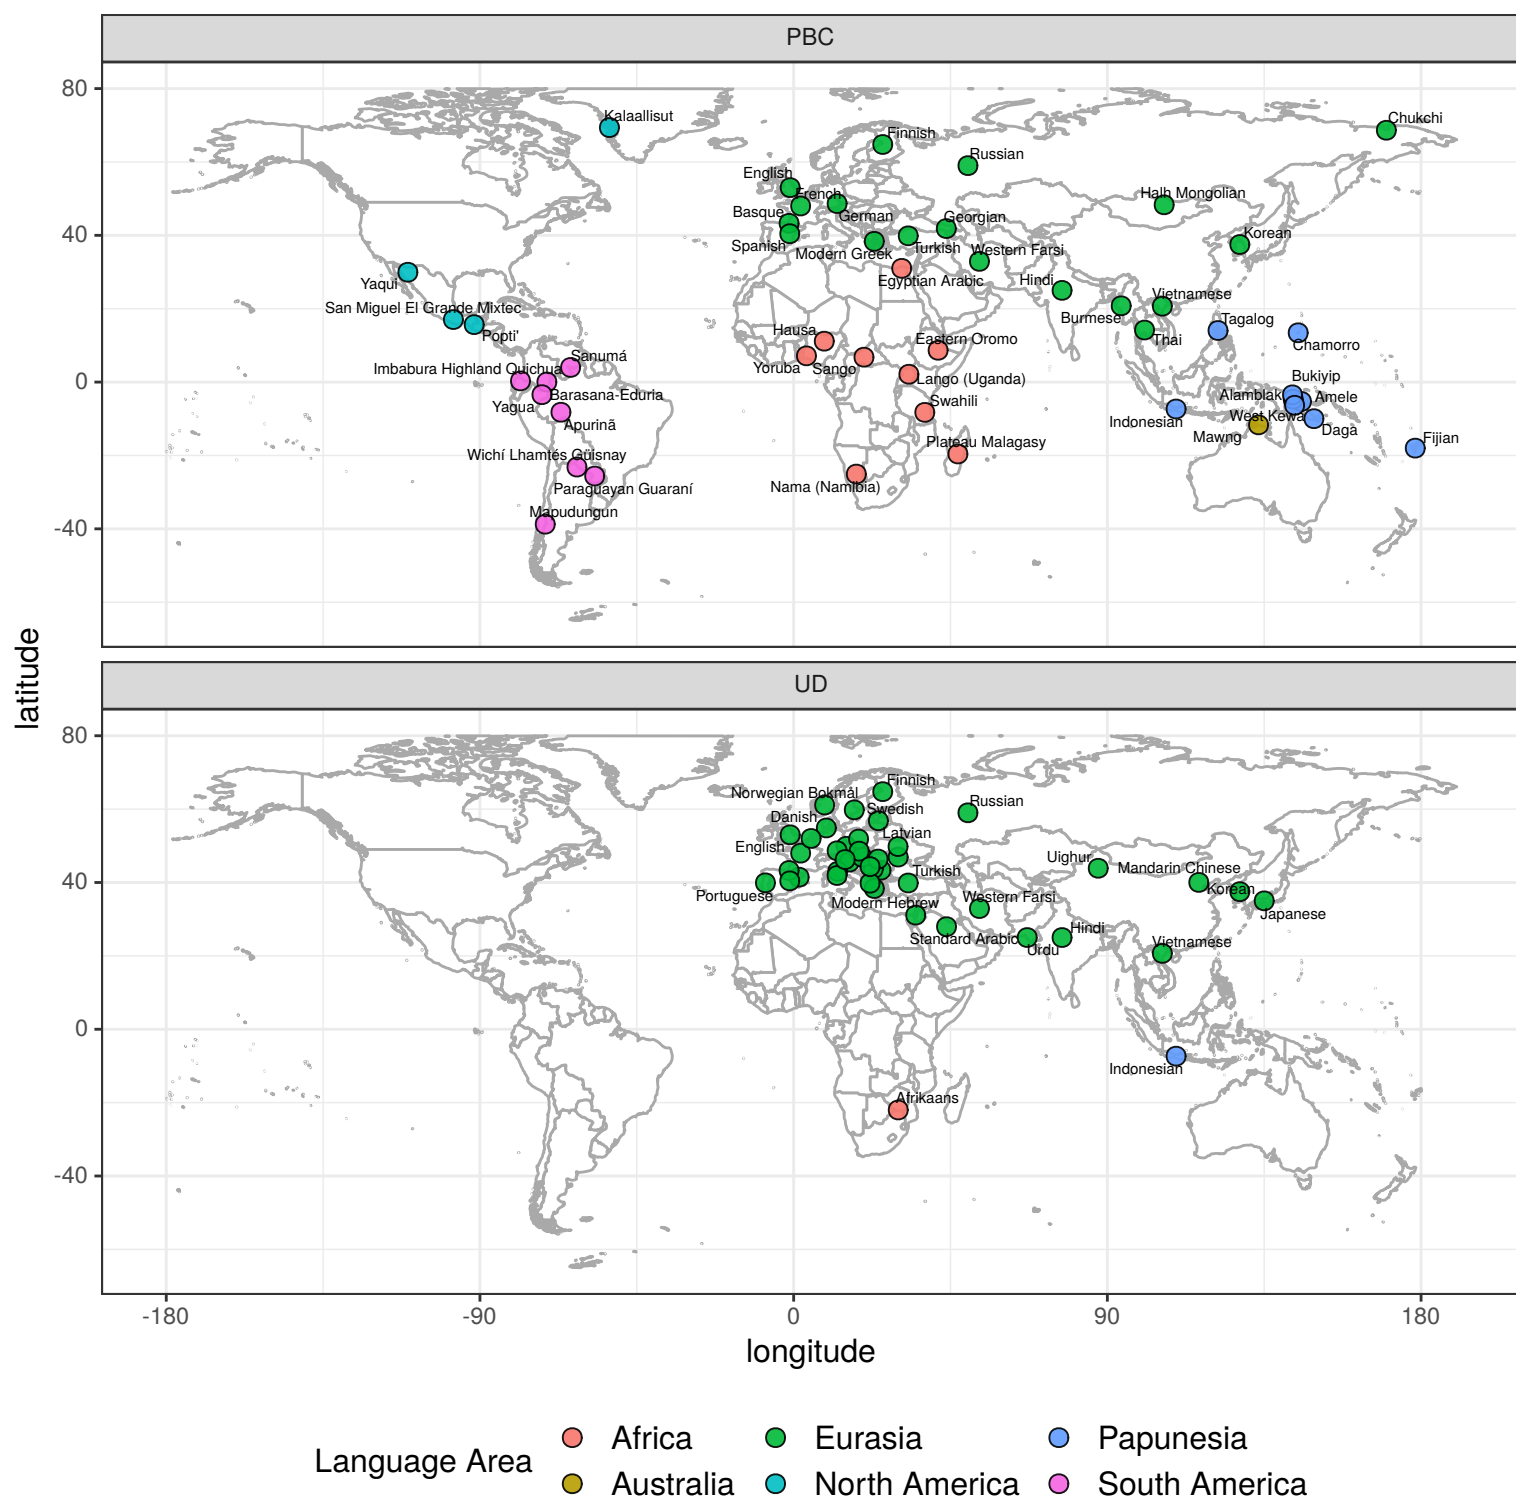 PBC
80
40
0
-40
Kalaallisut
Finnish
Chukchi
Russian
English
French
Halh Mongolian
Basque
German
Georgian
Korean
Spanish
Modern Greek
Turkish
Western Farsi
Yaqui
Egyptian Arabic
Hindi
Vietnamese
San Miguel El Grande Mixtec
Burmese
Tagalog
Popti'
Hausa
Eastern Oromo
Thai
Chamorro
Sanumá
Imbabura Highland Quichua
Yoruba
Sango
Lango (Uganda)
Bukiyip
Barasana-Eduria
Alamblak
Amele
Yagua
Swahili
Indonesian
West Kewa
Apurinã
Daga
Mawng
Plateau Malagasy
Fijian
Wichí Lhamtés Güisnay
Paraguayan Guaraní
Nama (Namibia)
Mapudungun
latitude
UD
80
40
0
-40
Finnish
Norwegian Bokmål
Russian
Swedish
Danish
Latvian
English
Uighur
Mandarin Chinese
Turkish
Korean
Portuguese
Modern Hebrew
Western Farsi
Japanese
Standard Arabic
Urdu
Hindi
Vietnamese
Indonesian
Afrikaans
-180 -90 0 90 180
longitude
Language Area
Africa Eurasia Papunesia
Australia North America South America